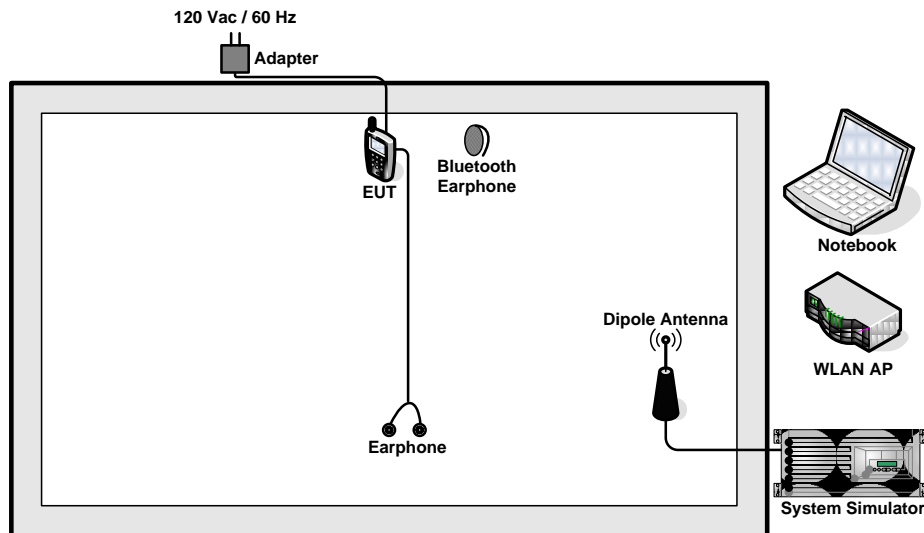 120 Vac / 60 Hz
Adapter
EUT
Bluetooth
Earphone
Notebook
Dipole Antenna
WLAN AP
Earphone
System Simulator